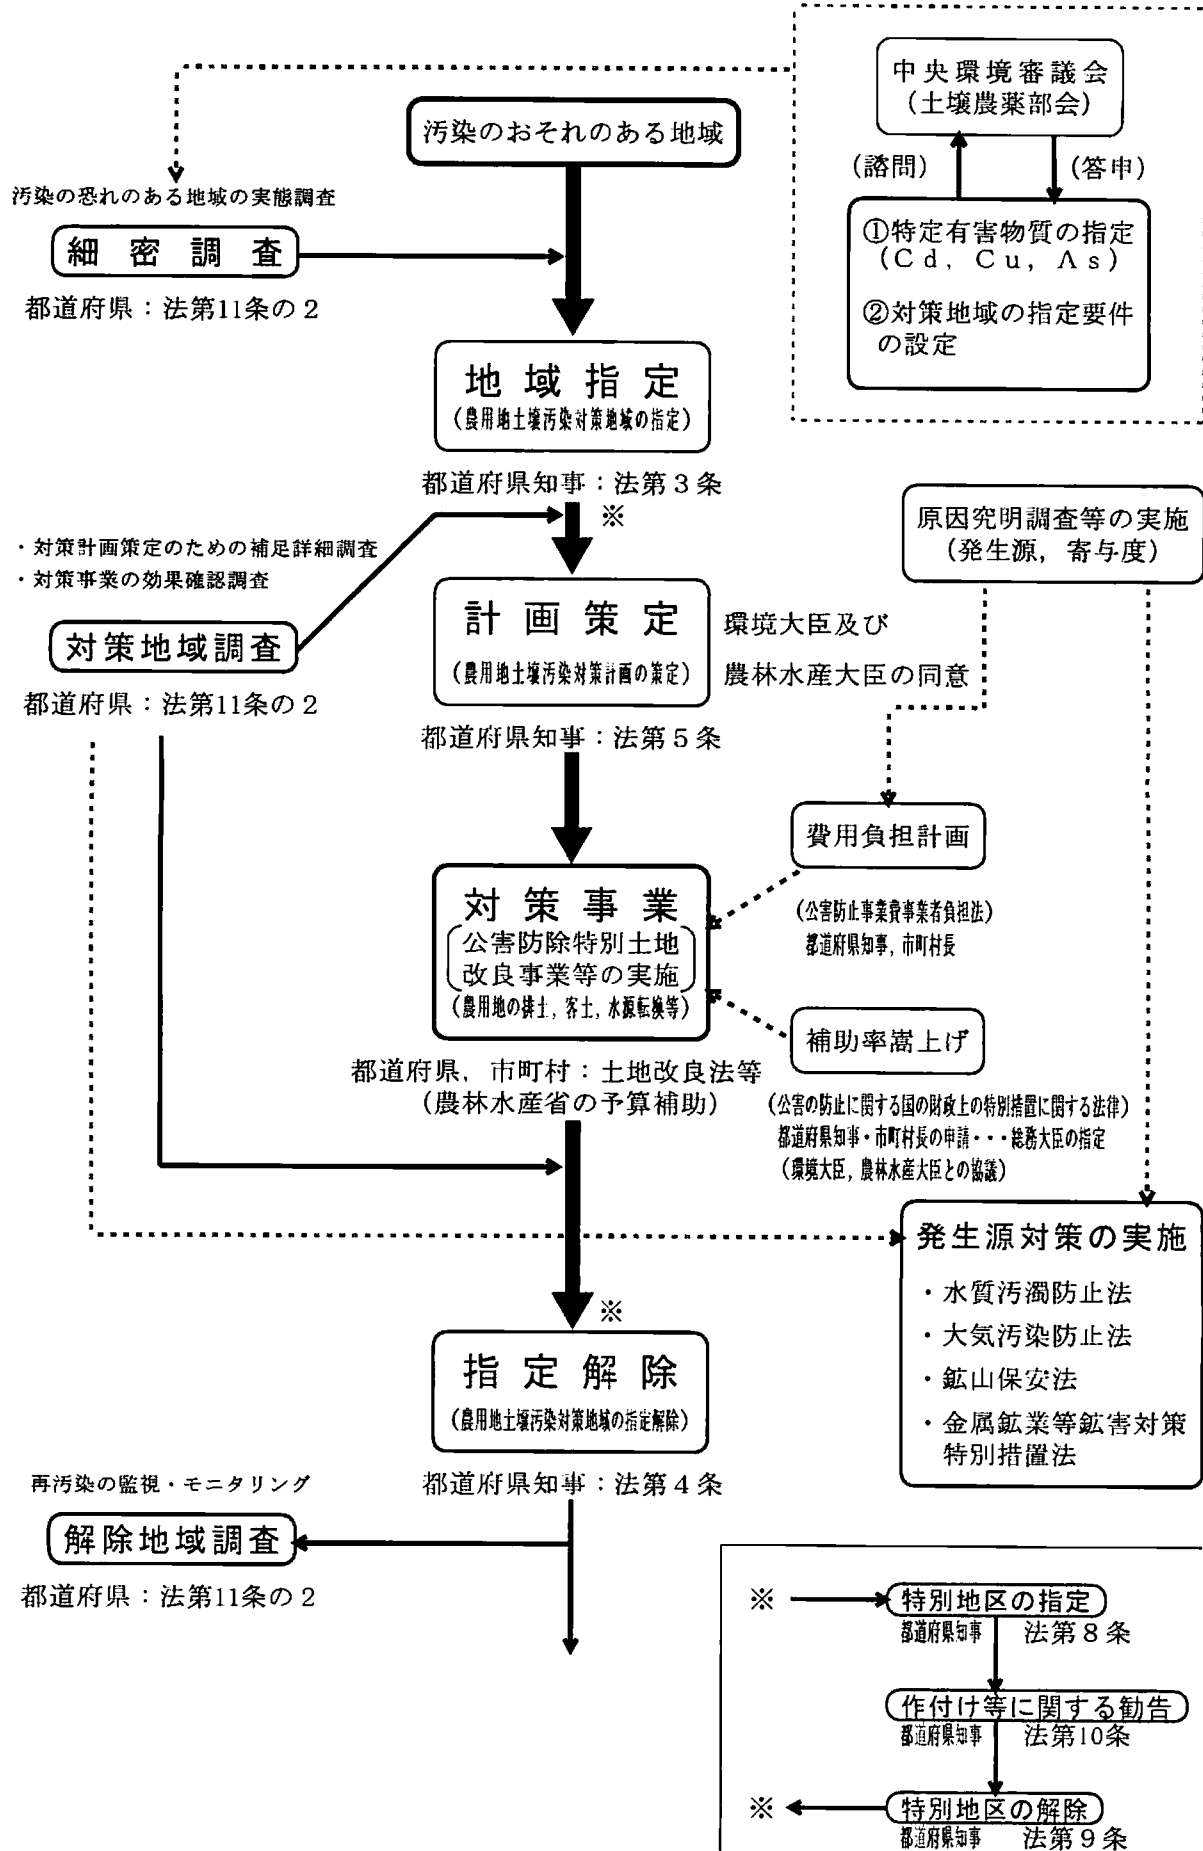 中央環境審議会
(土壌農薬部会)
(諮問)
(答申)
①特定有害物質の指定
(Cd, Cu, As)
②対策地域の指定要件
の設定
汚染のおそれのある地域
汚染の恐れのある地域の実態調査
細密調査
都道府県：法第11条の2
地域指定
(農用地土壌汚染対策地域の指定)
都道府県知事：法第3条
※
・対策計画策定のための補足詳細調査
・対策事業の効果確認調査
対策地域調査
都道府県：法第11条の2
原因究明調査等の実施
(発生源, 寄与度)
計画策定
(農用地土壌汚染対策計画の策定)
環境大臣及び
農林水産大臣の同意
都道府県知事：法第5条
費用負担計画
(公害防止事業費事業者負担法)
都道府県知事, 市町村長
対策事業
公害防除特別土地
改良事業等の実施
(農用地の排土, 客土, 水源転換等)
補助率嵩上げ
都道府県, 市町村：土地改良法等
(農林水産省の予算補助)
(公害の防止に関する国の財政上の特別措置に関する法律)
都道府県知事・市町村長の申請・・・総務大臣の指定
(環境大臣, 農林水産大臣との協議)
発生源対策の実施
・水質汚濁防止法
・大気汚染防止法
・鉱山保安法
・金属鉱業等鉱害対策
特別措置法
※
指定解除
(農用地土壌汚染対策地域の指定解除)
都道府県知事：法第4条
再汚染の監視・モニタリング
解除地域調査
都道府県：法第11条の2
※
特別地区の指定
都道府県知事 法第8条
作付け等に関する勧告
都道府県知事 法第10条
※
特別地区の解除
都道府県知事 法第9条